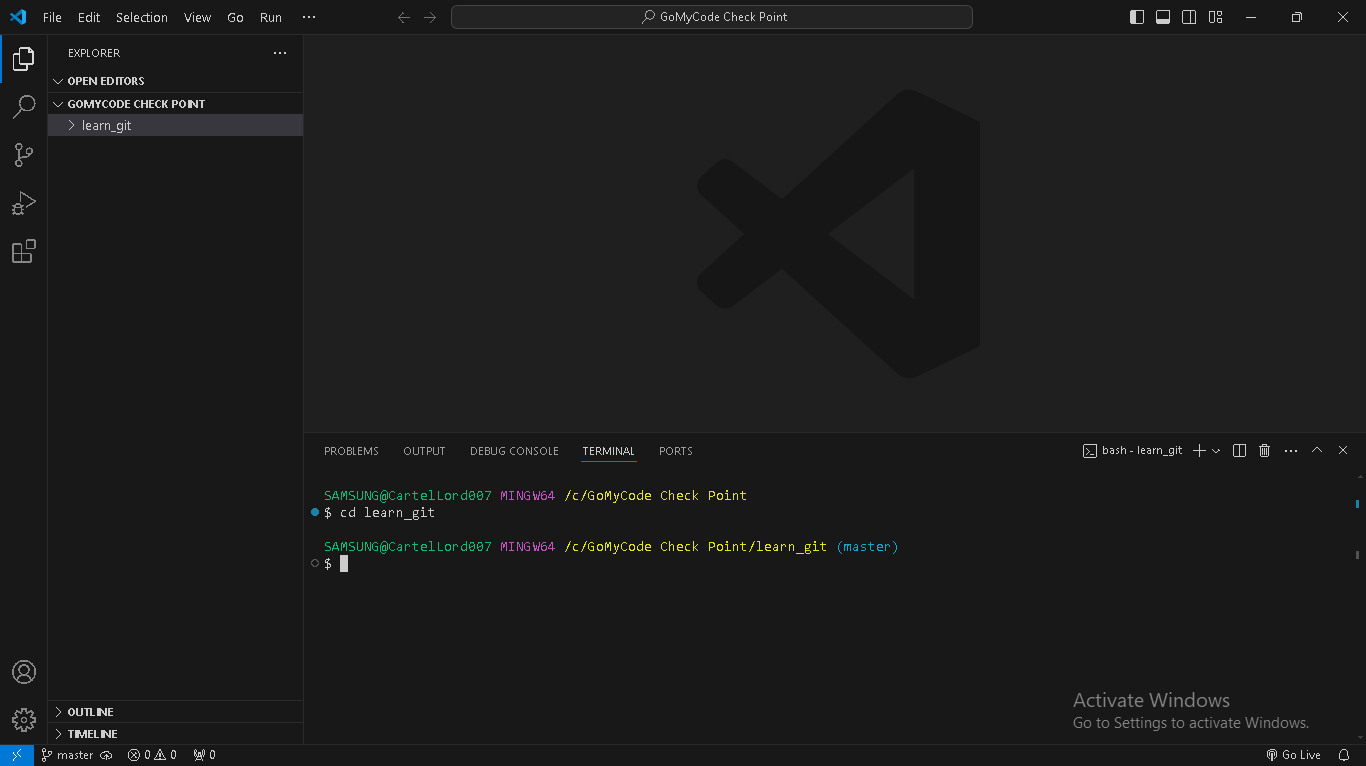 File Edit Selection View Go Run ··· GoMyCode Check Point
EXPLORER
OPEN EDITORS
GOMYCODE CHECK POINT
learn_git
PROBLEMS OUTPUT DEBUG CONSOLE TERMINAL PORTS bash - learn_git
SAMSUNG@CartelLord007 MINGW64 /c/GoMyCode Check Point
$ cd learn_git
SAMSUNG@CartelLord007 MINGW64 /c/GoMyCode Check Point/learn_git (master)
$
Activate Windows
Go to Settings to activate Windows.
OUTLINE
TIMELINE
master 0 0 0 Go Live